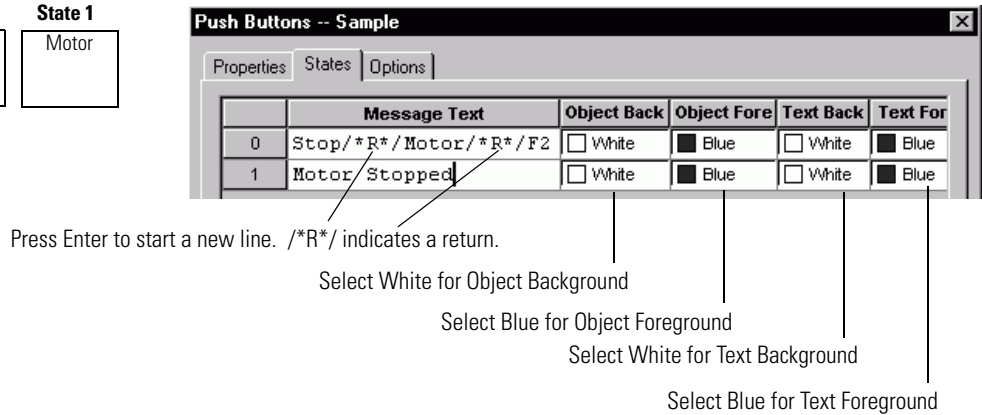 State 1
Motor
Push Buttons -- Sample
Properties States Options
Message Text Object Back Object Fore Text Back Text For
0 Stop/*R*/Motor/*R*/F2 White Blue White Blue
1 Motor Stopped White Blue White Blue
Press Enter to start a new line. /*R*/ indicates a return.
Select White for Object Background
Select Blue for Object Foreground
Select White for Text Background
Select Blue for Text Foreground